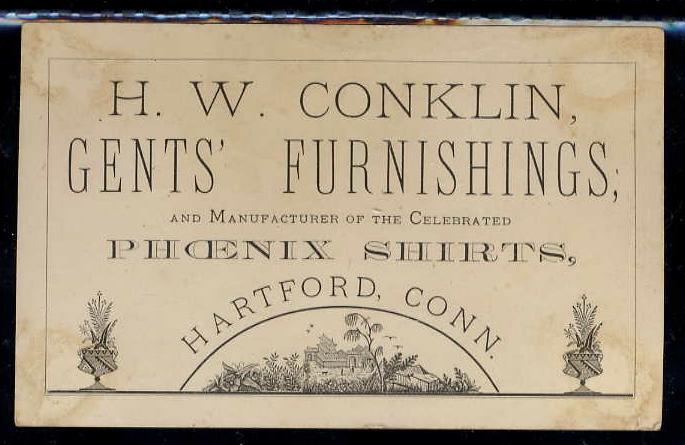 H. W. CONKLIN,
GENTS' FURNISHINGS;
AND MANUFACTURER OF THE CELEBRATED
PHŒNIX SHIRTS,
HARTFORD, CONN.